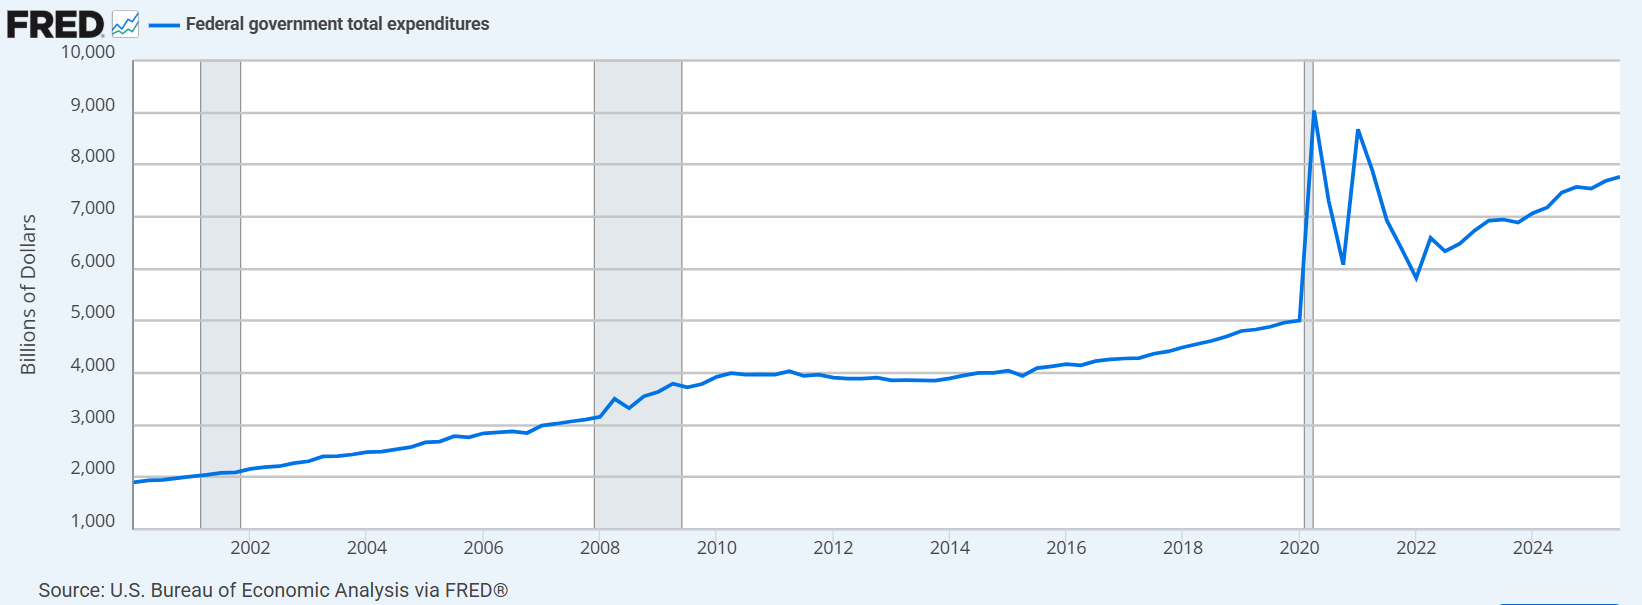 FRED® Federal government total expenditures
10,000
9,000
8,000
7,000
6,000
5,000
4,000
3,000
2,000
1,000
Billions of Dollars
2002 2004 2006 2008 2010 2012 2014 2016 2018 2020 2022 2024
Source: U.S. Bureau of Economic Analysis via FRED®